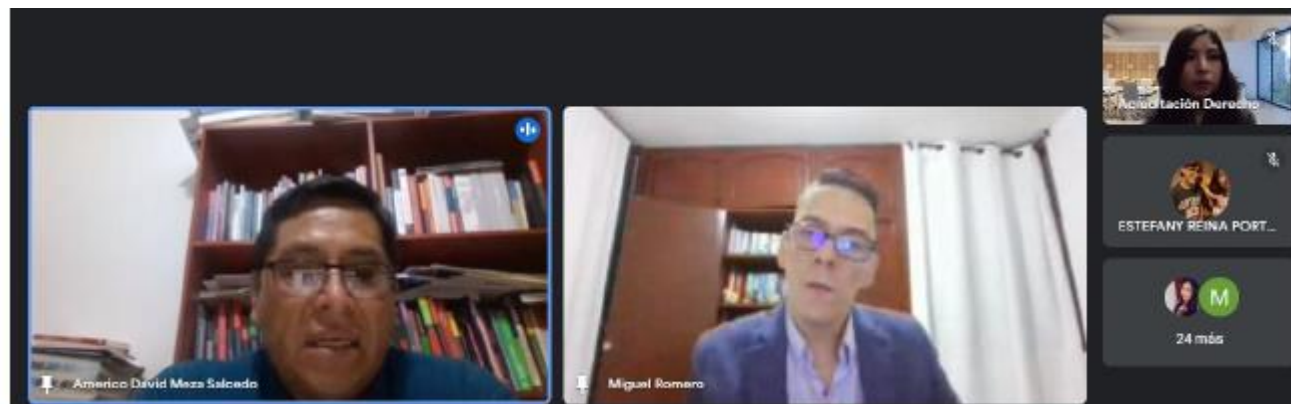 Americo David Meza Salcedo
Miguel Romero
Acreditación Derecho
ESTEFANY REINA PORT...
M
24 más